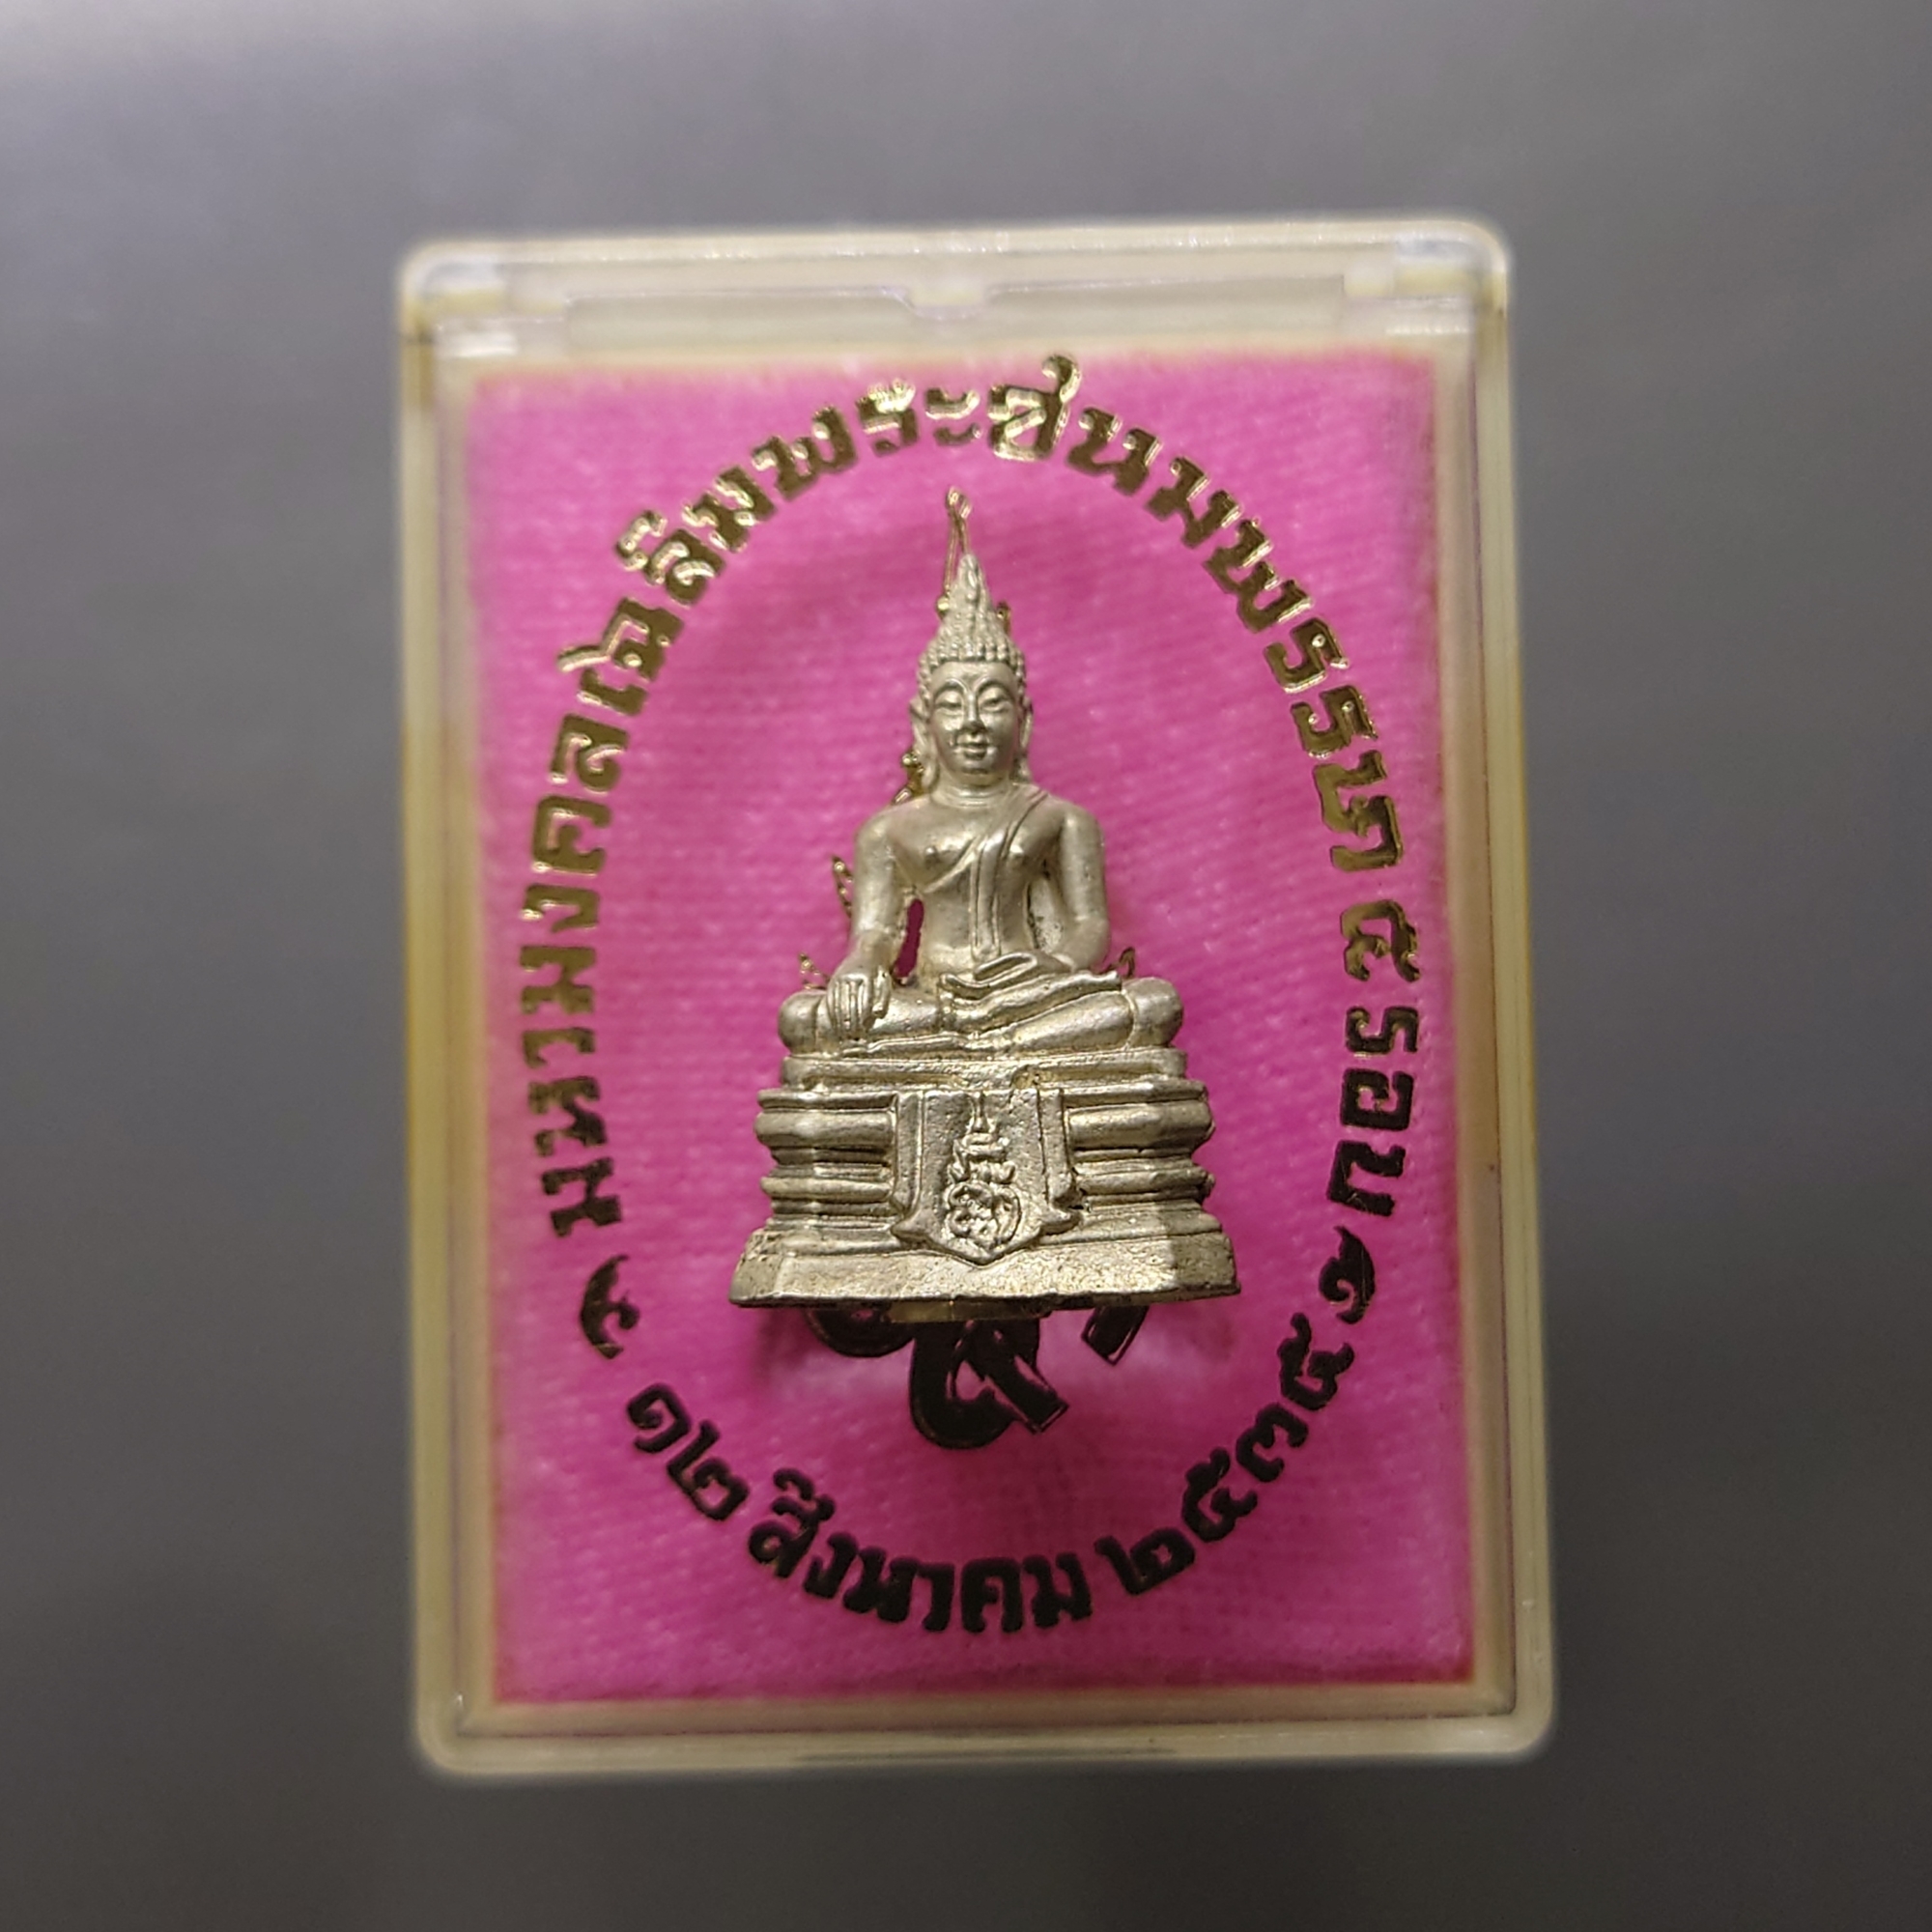 มหามงคลเฉลิมพระชนมพรรษา ๕ รอบ
๑๒ สิงหาคม ๒๕๓๕